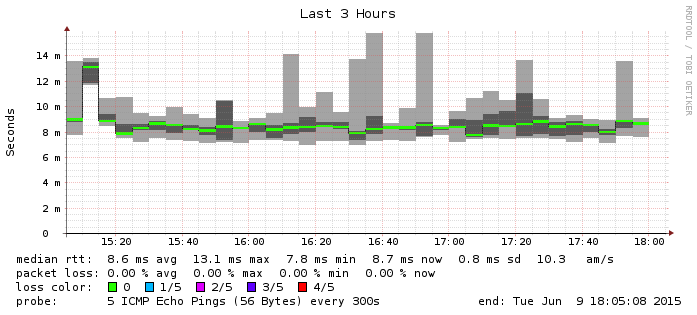 Last 3 Hours
RRDTOOL / TOBI OETIKER
Seconds
14 m
12 m
10 m
8 m
6 m
4 m
2 m
0
15:20 15:40 16:00 16:20 16:40 17:00 17:20 17:40 18:00
median rtt: 8.6 ms avg 13.1 ms max 7.8 ms min 8.7 ms now 0.8 ms sd 10.3 am/s
packet loss: 0.00 % avg 0.00 % max 0.00 % min 0.00 % now
loss color: 0 1/5 2/5 3/5 4/5
probe: 5 ICMP Echo Pings (56 Bytes) every 300s end: Tue Jun 9 18:05:08 2015